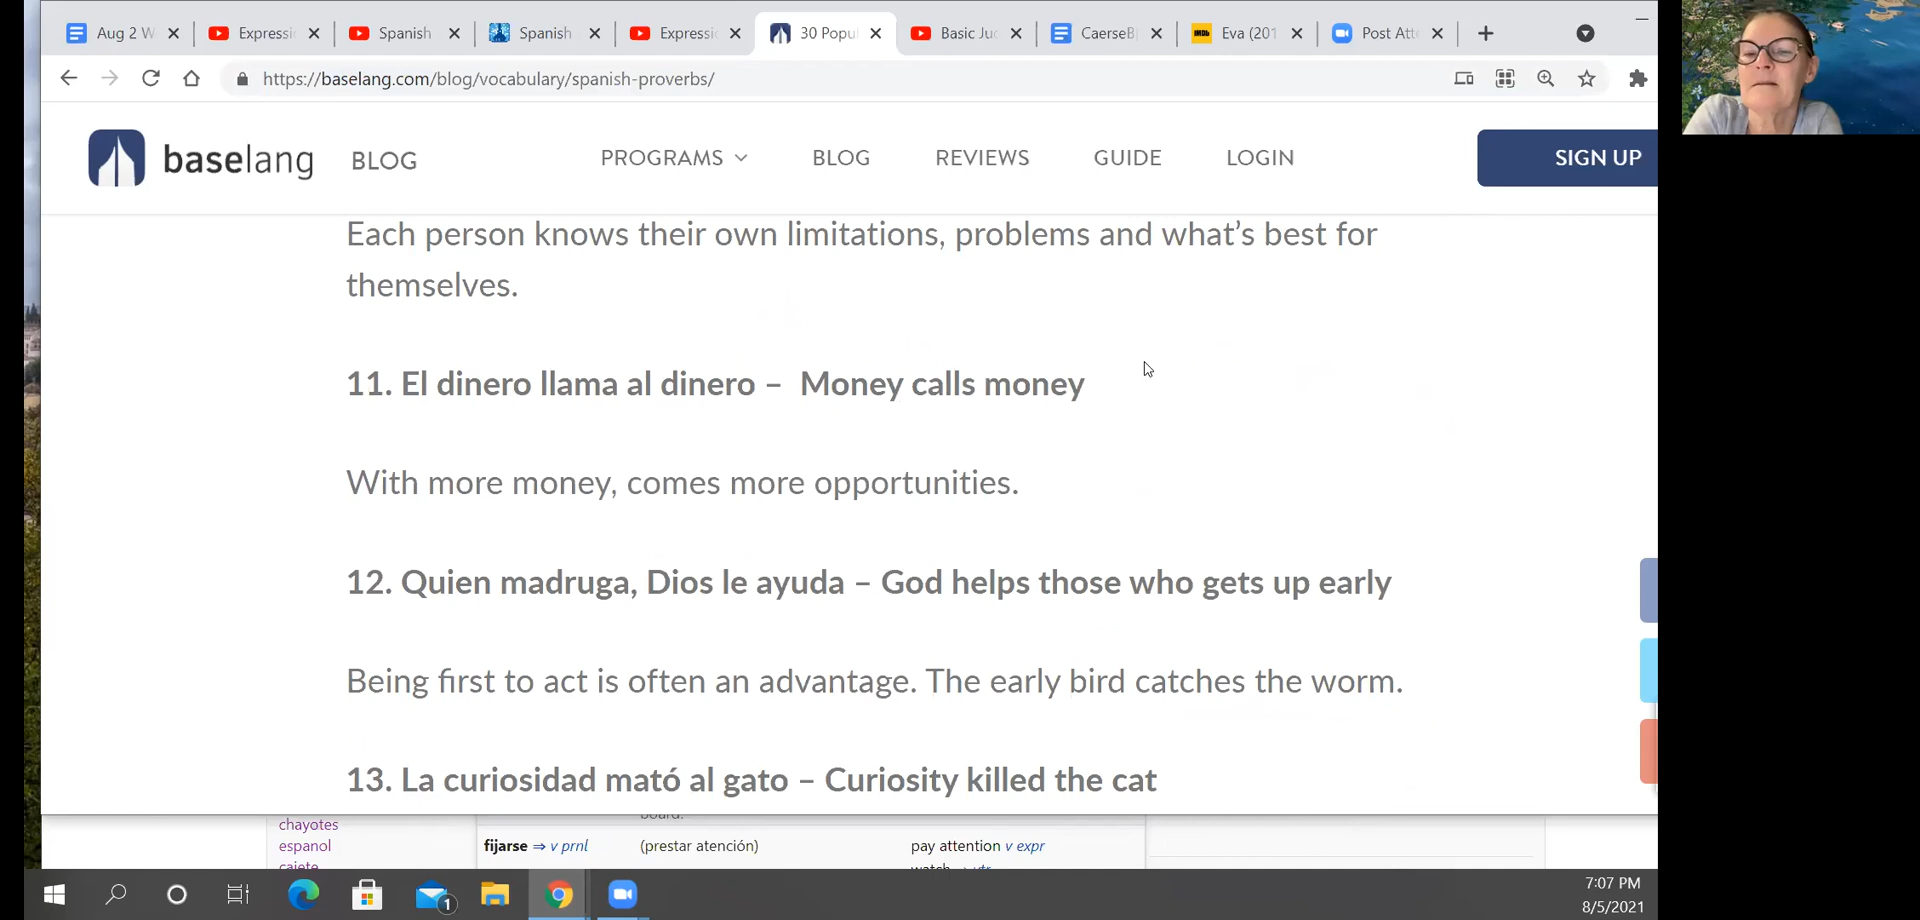 Aug 2 W
Expressi
Spanish
Spanish
Expressi
30 Popu
Basic Ju
CaerseB
IMDb
Eva (201
Post Atte
https://baselang.com/blog/vocabulary/spanish-proverbs/
baselang BLOG PROGRAMS BLOG REVIEWS GUIDE LOGIN SIGN UP
Each person knows their own limitations, problems and what's best for
themselves.
11. El dinero llama al dinero – Money calls money
With more money, comes more opportunities.
12. Quien madruga, Dios le ayuda – God helps those who gets up early
Being first to act is often an advantage. The early bird catches the worm.
13. La curiosidad mató al gato – Curiosity killed the cat
board.
chayotes
espanol
fijarse ⇒ v prnl (prestar atención) pay attention v expr
1
7:07 PM
8/5/2021